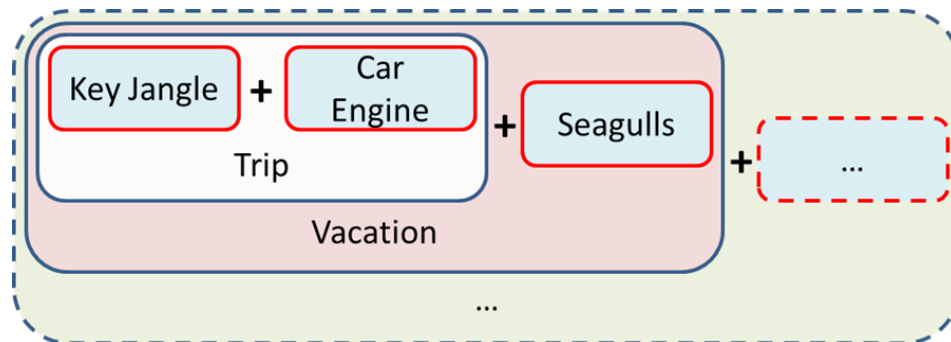 Key Jangle + Car Engine + Seagulls + ...
Trip
Vacation
...